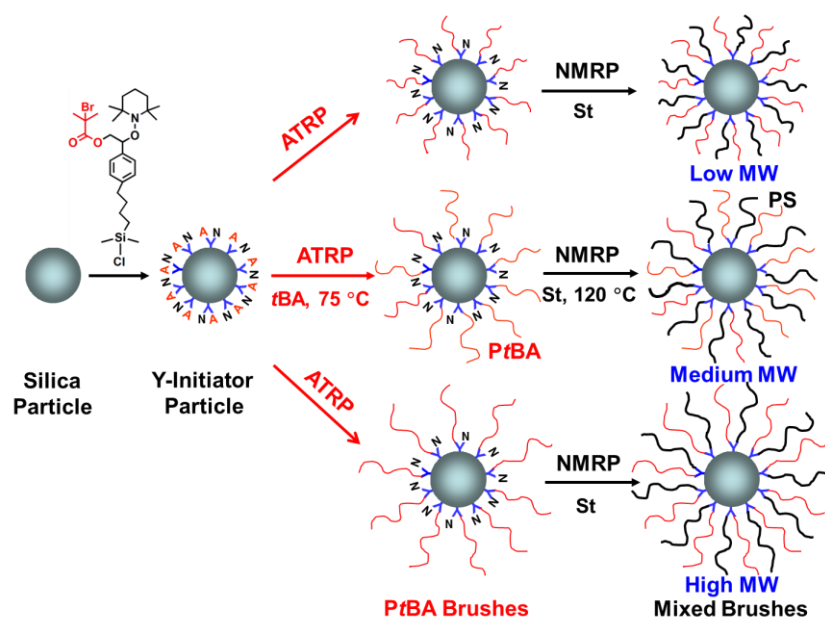 Br
O
O
O
N
Si
Cl
Silica
Particle
A N A N A N A N A N A N A N A N A N
Y-Initiator
Particle
ATRP
ATRP
tBA, 75 °C
ATRP
N N N N N N N N N N
N N N N N N N N N N
PtBA
N N N N N N N N N N
PtBA Brushes
NMRP
St
NMRP
St, 120 °C
NMRP
St
Low MW
PS
Medium MW
High MW
Mixed Brushes